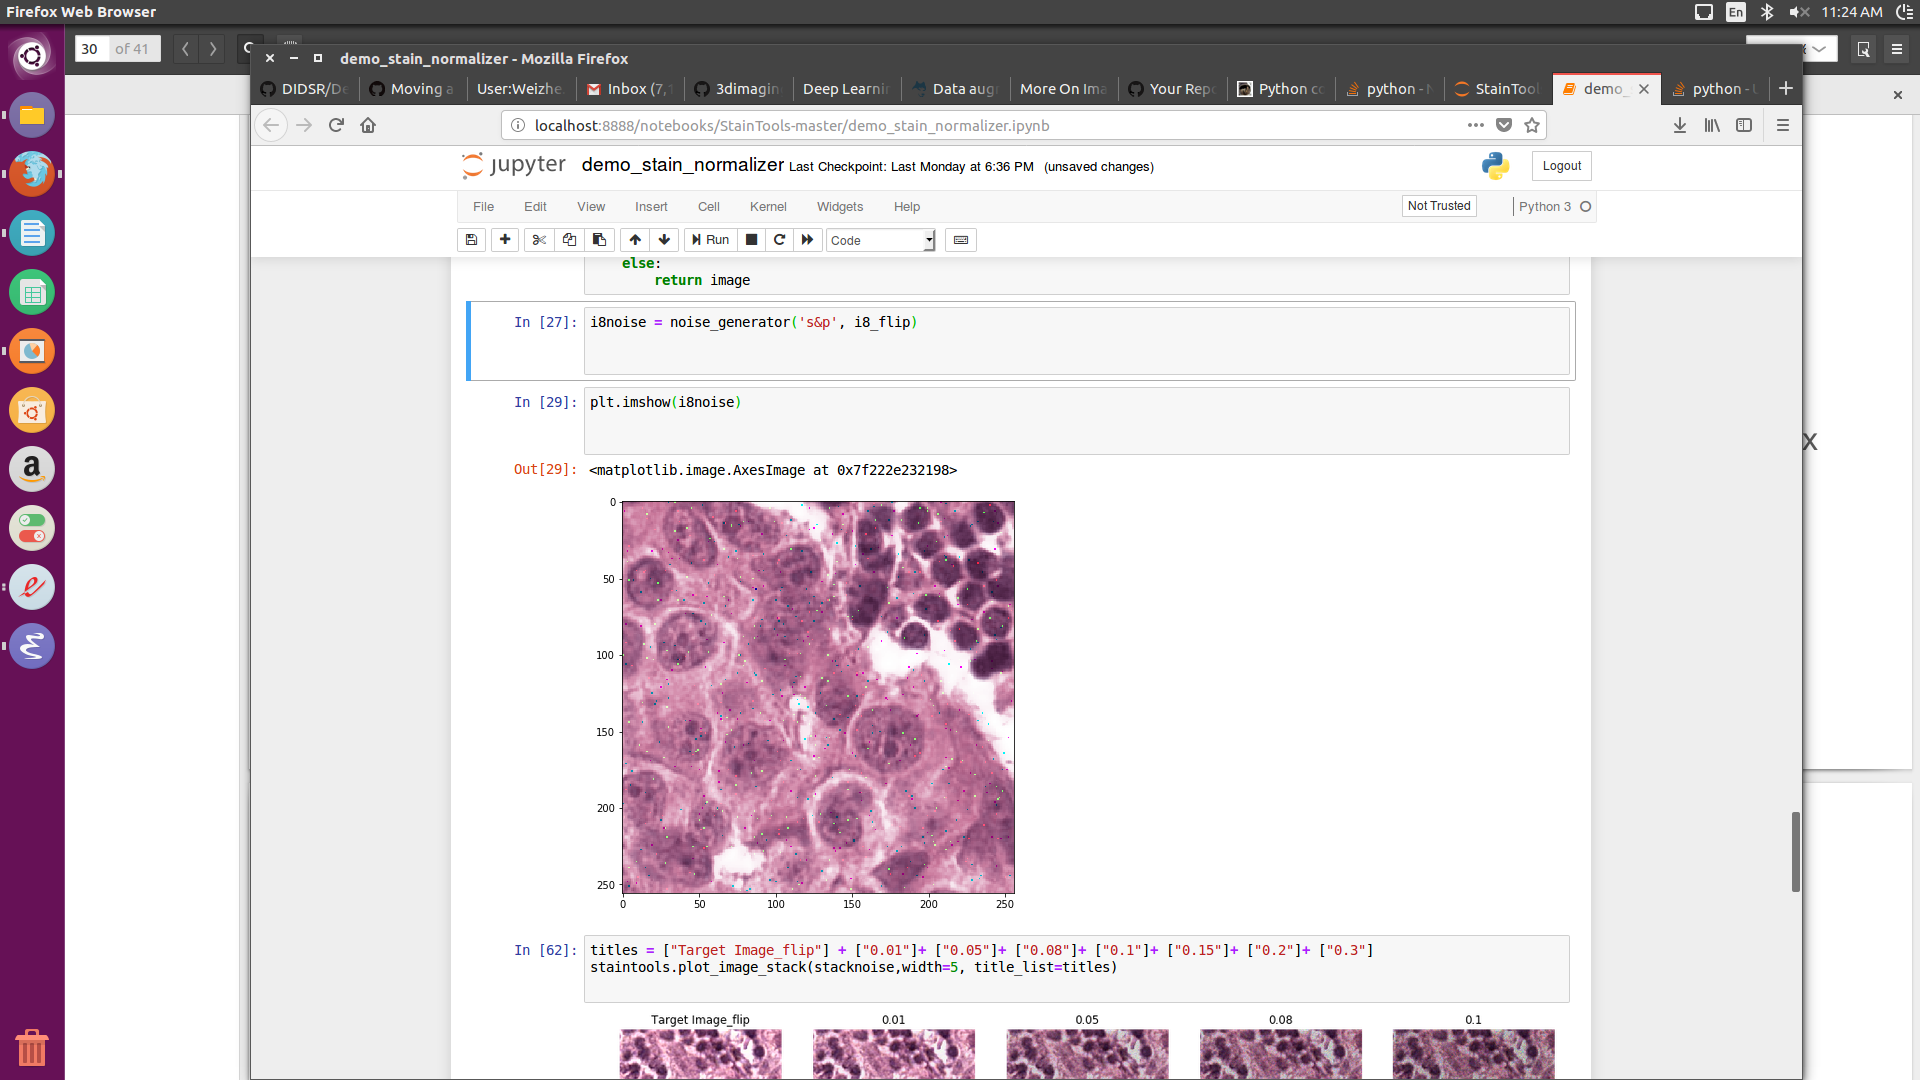 Firefox Web Browser
En
11:24 AM
30 of 41
demo_stain_normalizer - Mozilla Firefox
DIDSR/De
Moving a
User:Weizhe.
Inbox (7,
3dimagin
Deep Learnin
Data aug
More On Ima
Your Rep
Python co
python - N
StainTool
demo_
python - U
localhost:8888/notebooks/StainTools-master/demo_stain_normalizer.ipynb
jupyter demo_stain_normalizer Last Checkpoint: Last Monday at 6:36 PM (unsaved changes)
Logout
File Edit View Insert Cell Kernel Widgets Help
Not Trusted
Python 3
Run
Code
else:
return image
In [27]: i8noise = noise_generator('s&p', i8_flip)
In [29]: plt.imshow(i8noise)
Out[29]: <matplotlib.image.AxesImage at 0x7f222e232198>
0
50
100
150
200
250
0 50 100 150 200 250
In [62]: titles = ["Target Image_flip"] + ["0.01"]+ ["0.05"]+ ["0.08"]+ ["0.1"]+ ["0.15"]+ ["0.2"]+ ["0.3"]
staintools.plot_image_stack(stacknoise,width=5, title_list=titles)
Target Image_flip 0.01 0.05 0.08 0.1